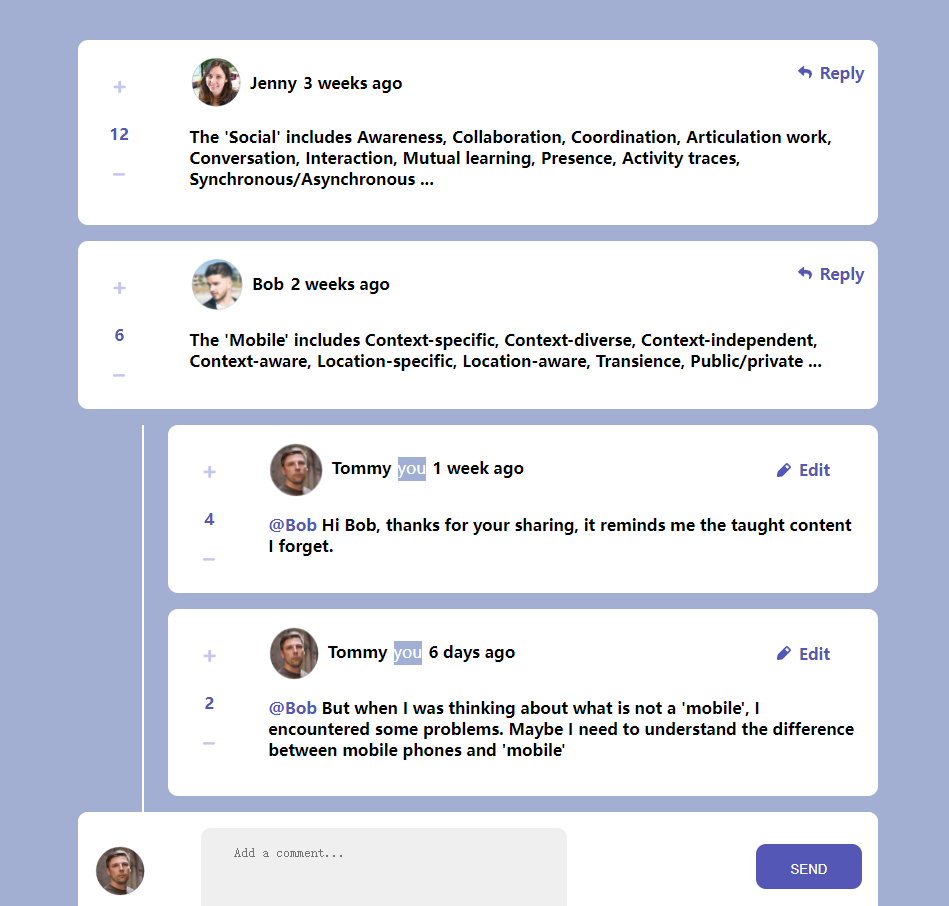 +
Jenny 3 weeks ago
Reply
12
The 'Social' includes Awareness, Collaboration, Coordination, Articulation work,
Conversation, Interaction, Mutual learning, Presence, Activity traces,
Synchronous/Asynchronous ...
−
+
Bob 2 weeks ago
Reply
6
The 'Mobile' includes Context-specific, Context-diverse, Context-independent,
Context-aware, Location-specific, Location-aware, Transience, Public/private ...
−
+
Tommy you 1 week ago
Edit
4
@Bob Hi Bob, thanks for your sharing, it reminds me the taught content
I forget.
−
+
Tommy you 6 days ago
Edit
2
@Bob But when I was thinking about what is not a 'mobile', I
encountered some problems. Maybe I need to understand the difference
between mobile phones and 'mobile'
−
Add a comment...
SEND